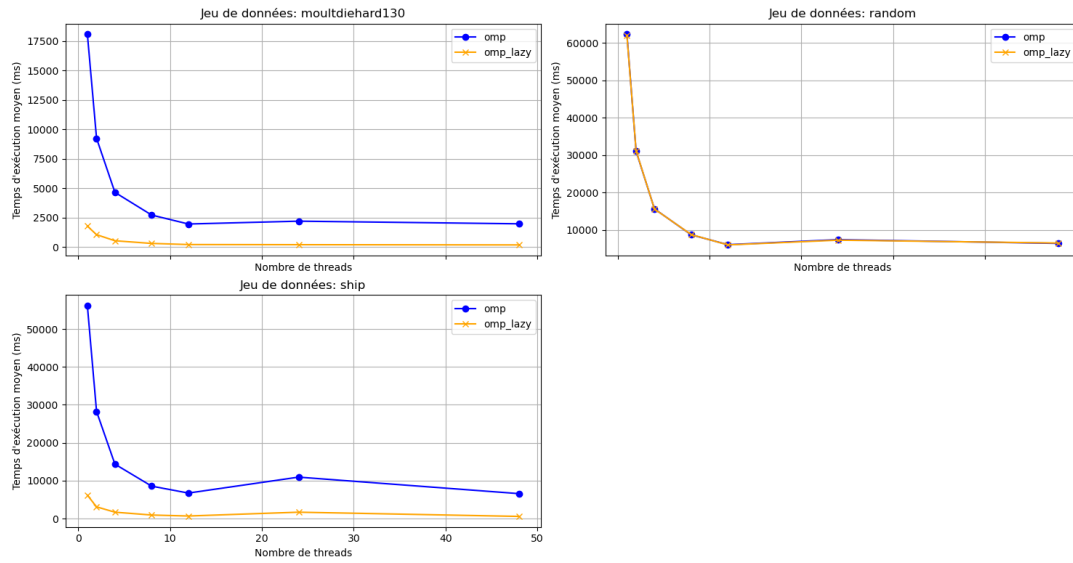 Jeu de données: moultdiehard130
Temps d'exécution moyen (ms)
17500
15000
12500
10000
7500
5000
2500
0
omp
omp_lazy
Nombre de threads
Jeu de données: random
Temps d'exécution moyen (ms)
60000
50000
40000
30000
20000
10000
omp
omp_lazy
Nombre de threads
Jeu de données: ship
Temps d'exécution moyen (ms)
50000
40000
30000
20000
10000
0
omp
omp_lazy
0 10 20 30 40 50
Nombre de threads